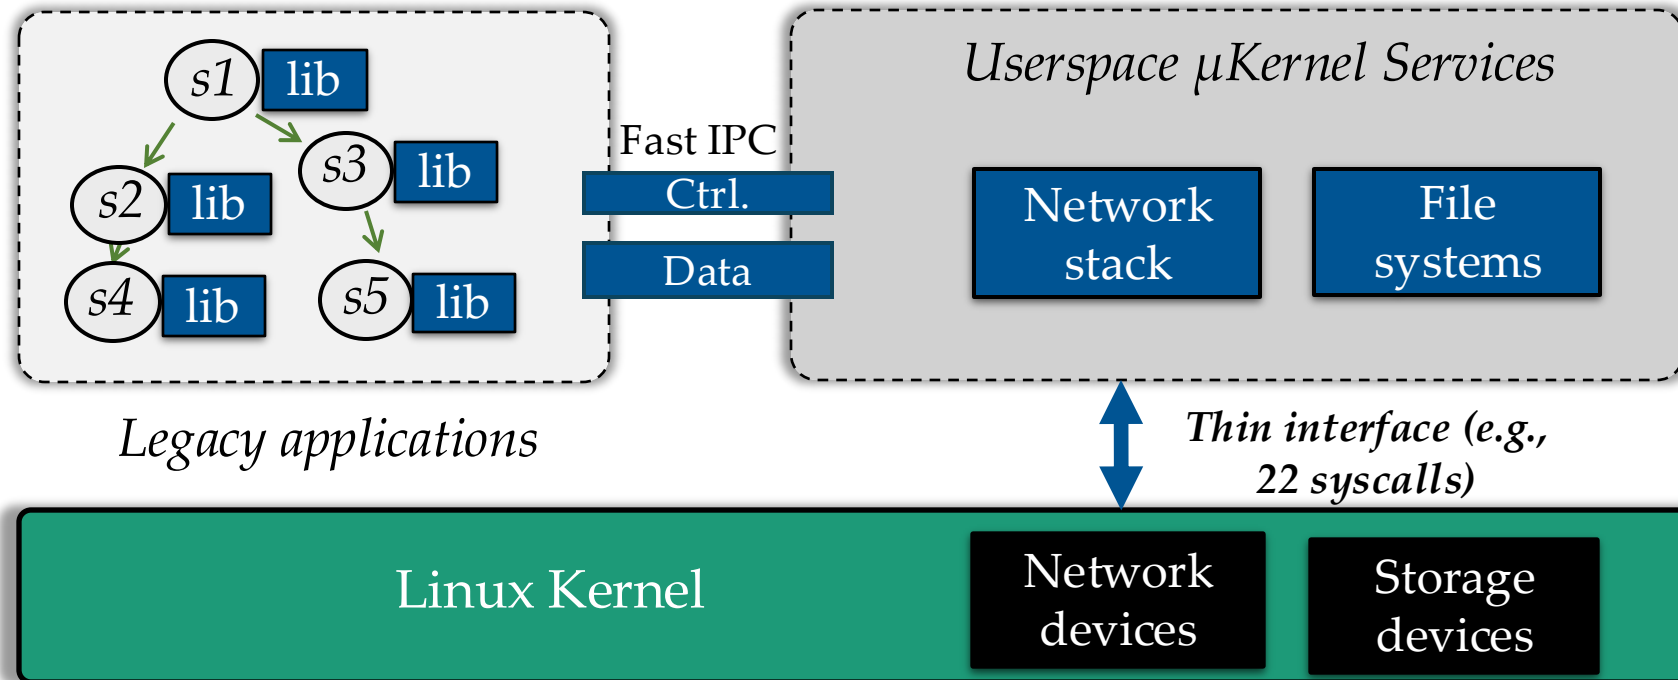 s1
lib
s3
lib
s2
lib
s4
lib
s5
lib
Legacy applications
Fast IPC
Ctrl.
Data
Userspace μKernel Services
Network
stack
File
systems
Thin interface (e.g.,
22 syscalls)
Linux Kernel
Network
devices
Storage
devices